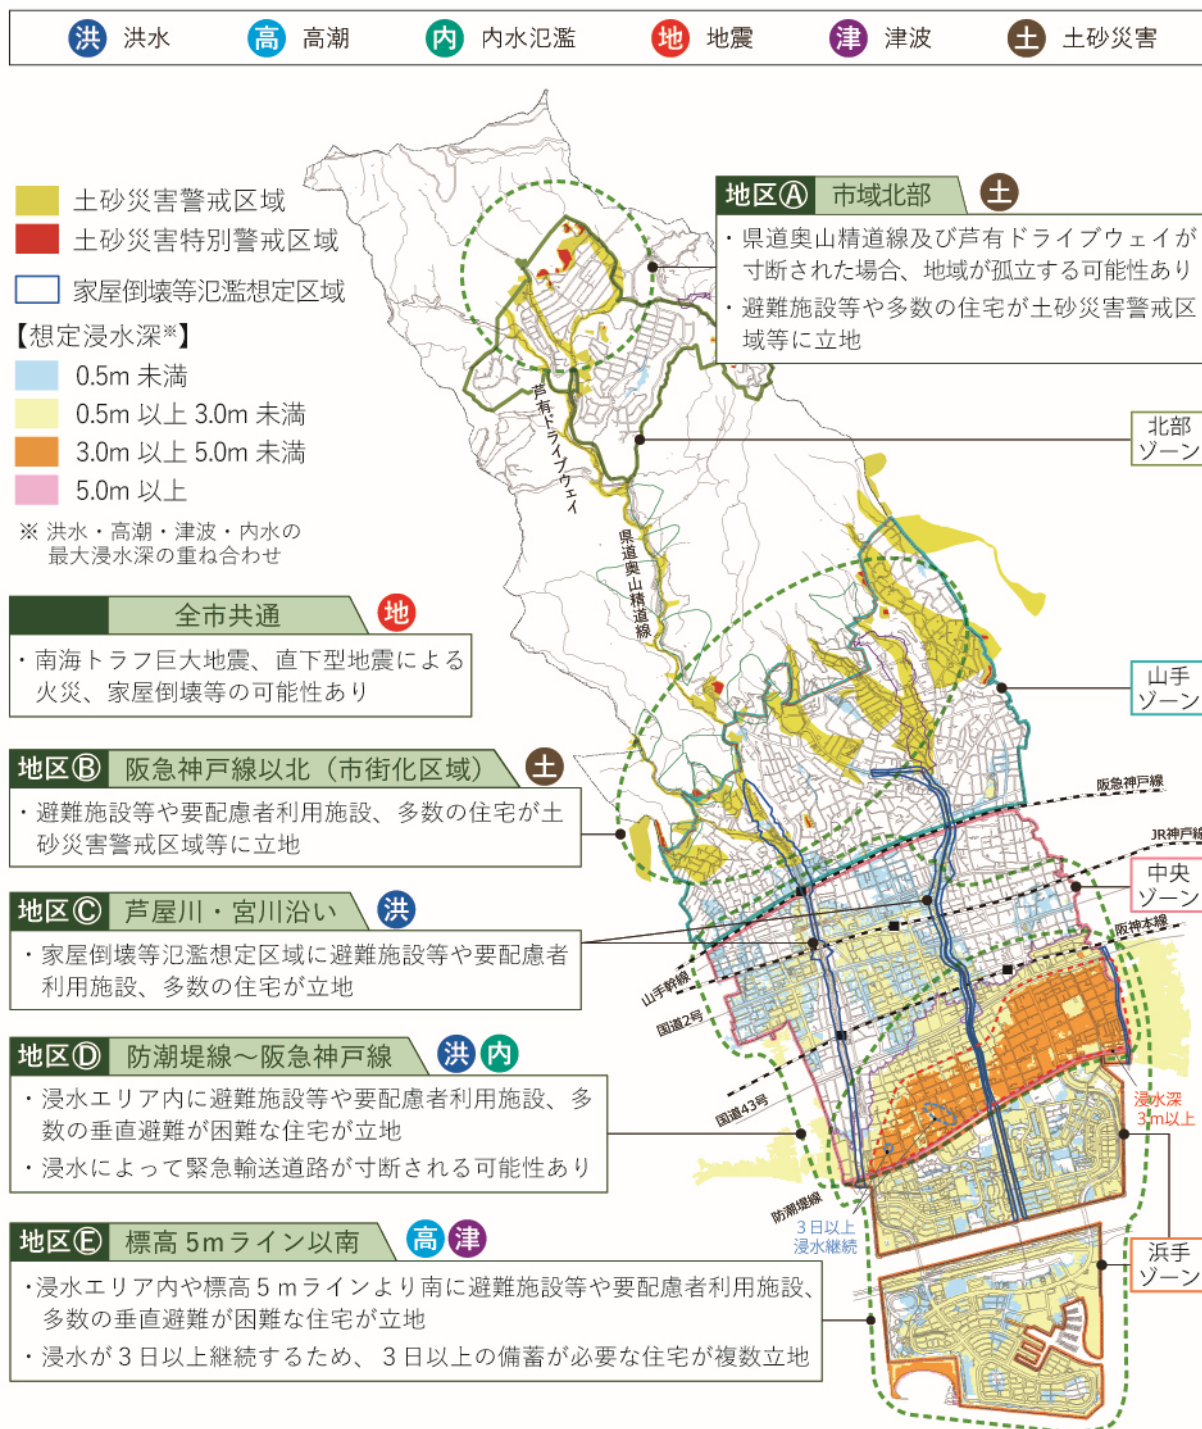 洪 洪水 高 高潮 内 内水氾濫 地 地震 津 津波 土 土砂災害
土砂災害警戒区域
土砂災害特別警戒区域
家屋倒壊等氾濫想定区域
【想定浸水深※】
0.5m 未満
0.5m 以上 3.0m 未満
3.0m 以上 5.0m 未満
5.0m 以上
※ 洪水・高潮・津波・内水の
最大浸水深の重ね合わせ
地区Ⓐ 市域北部 土
・県道奥山精道線及び芦有ドライブウェイが
寸断された場合、地域が孤立する可能性あり
・避難施設等や多数の住宅が土砂災害警戒区
域等に立地
芦有ドライブウェイ
北部
ゾーン
県道奥山精道線
全市共通 地
・南海トラフ巨大地震、直下型地震による
火災、家屋倒壊等の可能性あり
山手
ゾーン
地区Ⓑ 阪急神戸線以北（市街化区域） 土
・避難施設等や要配慮者利用施設、多数の住宅が土
砂災害警戒区域等に立地
阪急神戸線
JR神戸線
中央
ゾーン
阪神本線
地区Ⓒ 芦屋川・宮川沿い 洪
・家屋倒壊等氾濫想定区域に避難施設等や要配慮者
利用施設、多数の住宅が立地
山手幹線
国道2号
国道43号
地区Ⓓ 防潮堤線～阪急神戸線 洪 内
・浸水エリア内に避難施設等や要配慮者利用施設、多
数の垂直避難が困難な住宅が立地
・浸水によって緊急輸送道路が寸断される可能性あり
浸水深
3m以上
防潮堤線
3日以上
浸水継続
浜手
ゾーン
地区Ⓔ 標高 5mライン以南 高 津
・浸水エリア内や標高 5 mラインより南に避難施設等や要配慮者利用施設、
多数の垂直避難が困難な住宅が立地
・浸水が3日以上継続するため、3日以上の備蓄が必要な住宅が複数立地